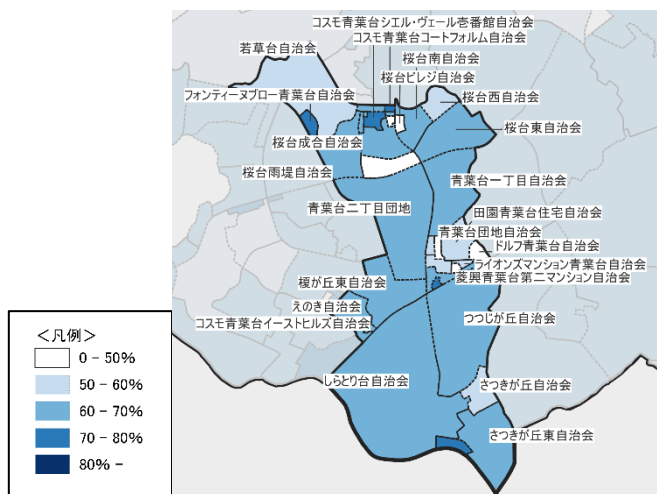 コスモ青葉台シエル・ヴェール壱番館自治会
コスモ青葉台コートフォルム自治会
若草台自治会
桜台南自治会
桜台ビレジ自治会
フォンティーヌブロー青葉台自治会
桜台西自治会
桜台東自治会
桜台成合自治会
桜台雨堤自治会
青葉台一丁目自治会
青葉台二丁目団地
田園青葉台住宅自治会
青葉台団地自治会
ドルフ青葉台自治会
ライオンズマンション青葉台自治会
榎が丘東自治会
菱興青葉台第二マンション自治会
えのき自治会
つつじが丘自治会
コスモ青葉台イーストヒルズ自治会
<凡例>
0 - 50%
50 - 60%
60 - 70%
70 - 80%
80% -
しらとり台自治会
さつきが丘自治会
さつきが丘東自治会